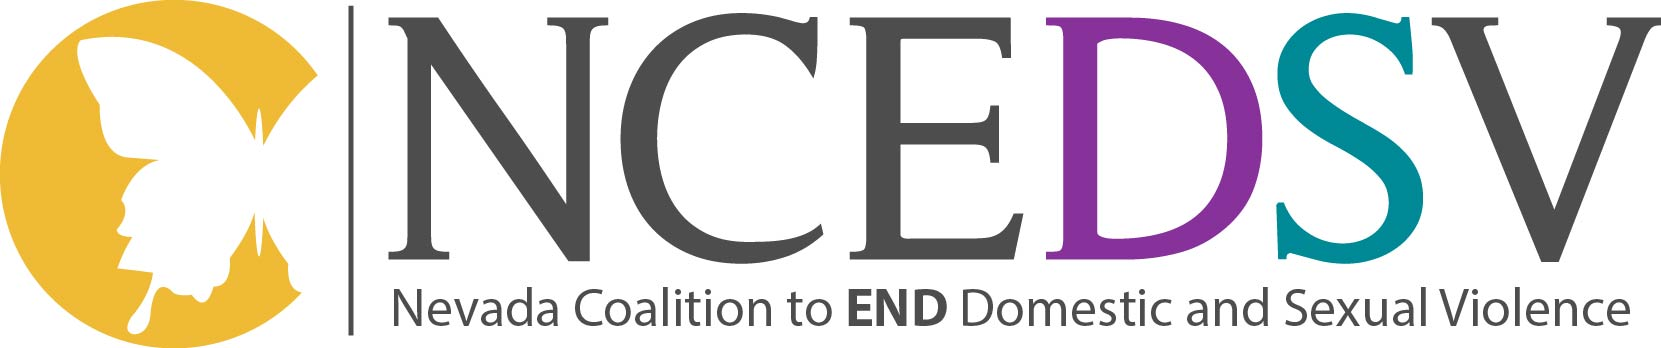 NCEDSV
Nevada Coalition to END Domestic and Sexual Violence